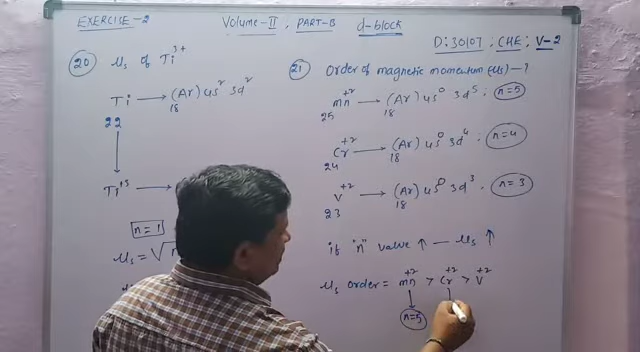 EXERCISE-2 Volume-II, PART-B d-block
D: 30/07; CHE; V-2
20 μs of Ti3+
Ti → (Ar) 4s2 3d2
18
22
Ti+3 →
n=1
μs = √n
21 Order of magnetic momentum (μs) - ?
mn+2 → (Ar) 4s0 3d5; n=5
25 18
Cr+2 → (Ar) 4s0 3d4; n=4
24 18
V+2 → (Ar) 4s0 3d3. n=3
23 18
if "n" value ↑ — μs ↑
μs order = mn+2 > Cr+2 > V+2
n=5